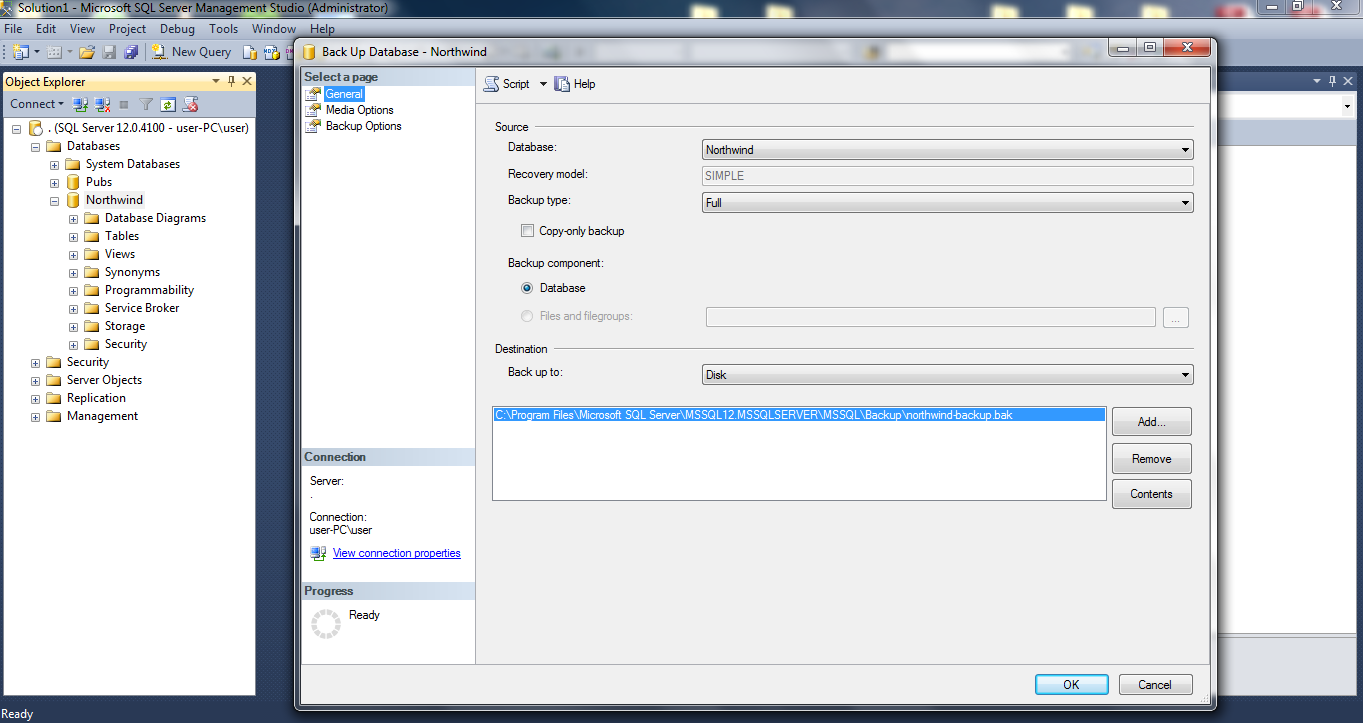 Solution1 - Microsoft SQL Server Management Studio (Administrator)
File Edit View Project Debug Tools Window Help
New Query
Object Explorer
Connect
. (SQL Server 12.0.4100 - user-PC\user)
Databases
System Databases
Pubs
Northwind
Database Diagrams
Tables
Views
Synonyms
Programmability
Service Broker
Storage
Security
Security
Server Objects
Replication
Management
Back Up Database - Northwind
Select a page
General
Media Options
Backup Options
Connection
Server:
.
Connection:
user-PC\user
View connection properties
Progress
Ready
Script Help
Source
Database: Northwind
Recovery model: SIMPLE
Backup type: Full
Copy-only backup
Backup component:
Database
Files and filegroups: ...
Destination
Back up to: Disk
C:\Program Files\Microsoft SQL Server\MSSQL12.MSSQLSERVER\MSSQL\Backup\northwind-backup.bak
Add...
Remove
Contents
OK Cancel
Ready